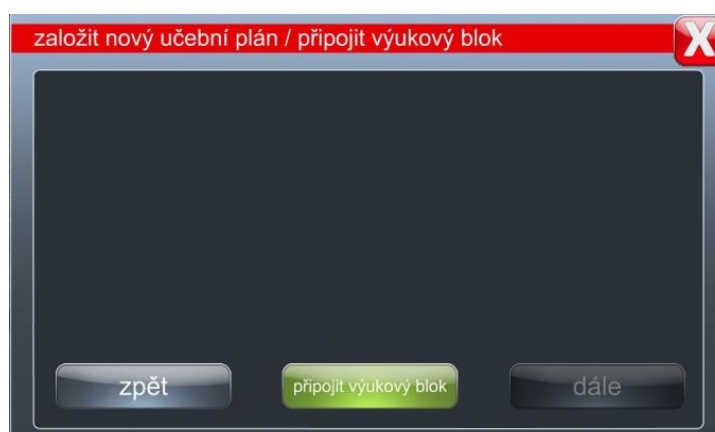 založit nový učební plán / připojit výukový blok
X
zpět
připojit výukový blok
dále